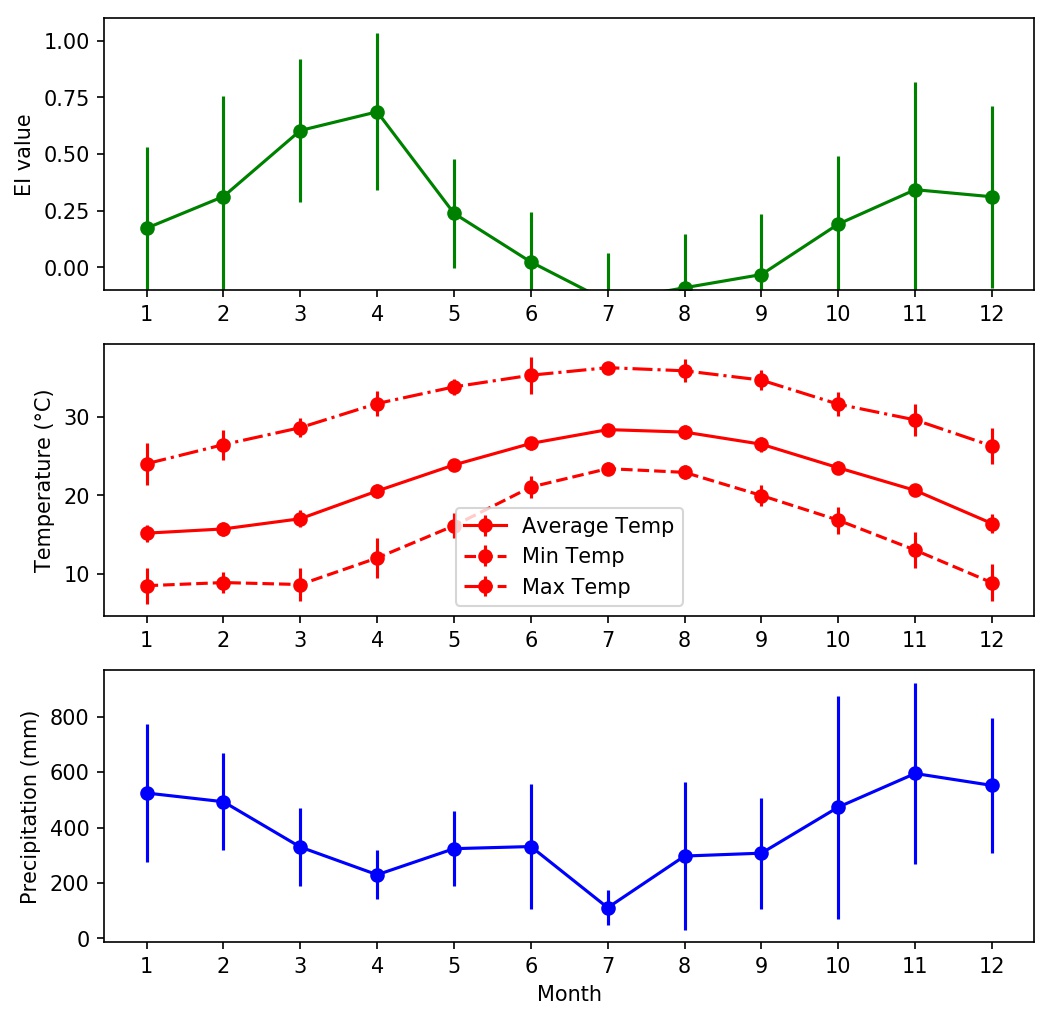 EI value
1.00
0.75
0.50
0.25
0.00
1 2 3 4 5 6 7 8 9 10 11 12
Temperature (°C)
30
20
10
Average Temp
Min Temp
Max Temp
1 2 3 4 5 6 7 8 9 10 11 12
Precipitation (mm)
800
600
400
200
0
1 2 3 4 5 6 7 8 9 10 11 12
Month